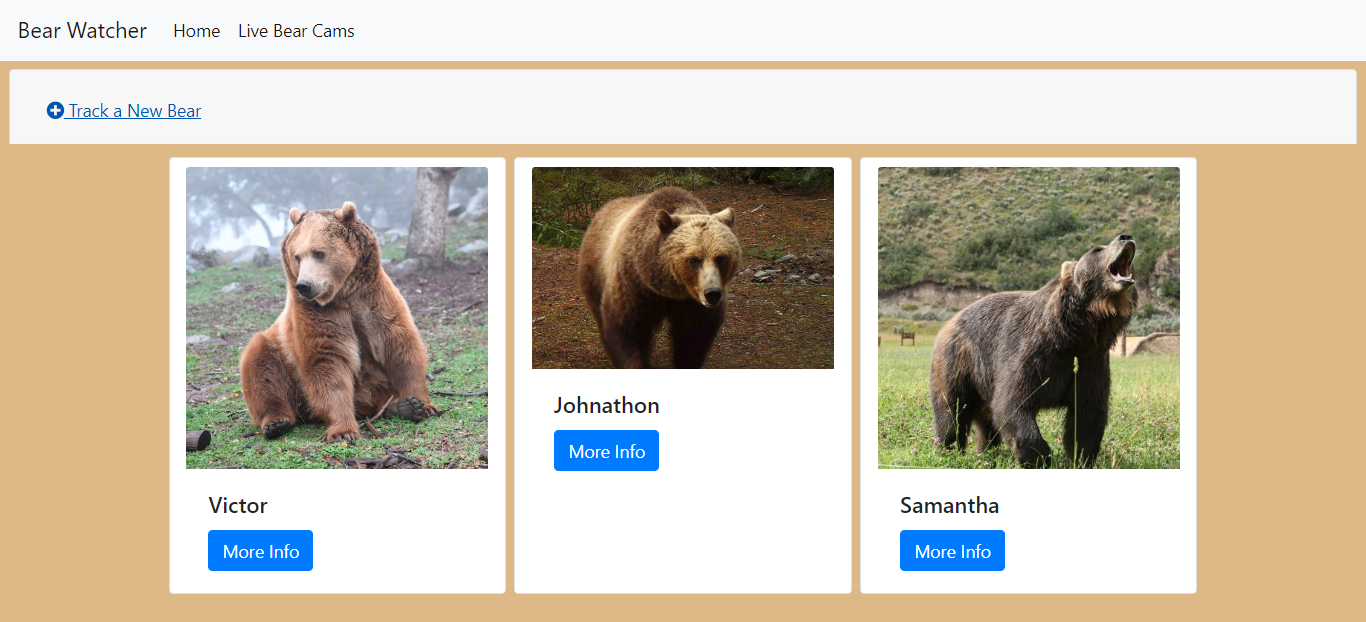 Bear Watcher Home Live Bear Cams
Track a New Bear
Victor
More Info
Johnathon
More Info
Samantha
More Info